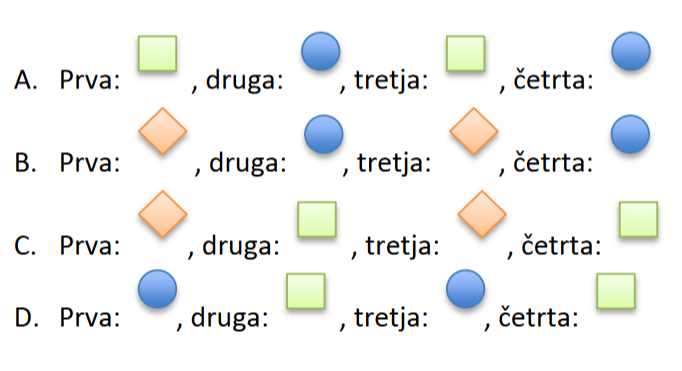 A. Prva: , druga: , tretja: , četrta:
B. Prva: , druga: , tretja: , četrta:
C. Prva: , druga: , tretja: , četrta:
D. Prva: , druga: , tretja: , četrta: